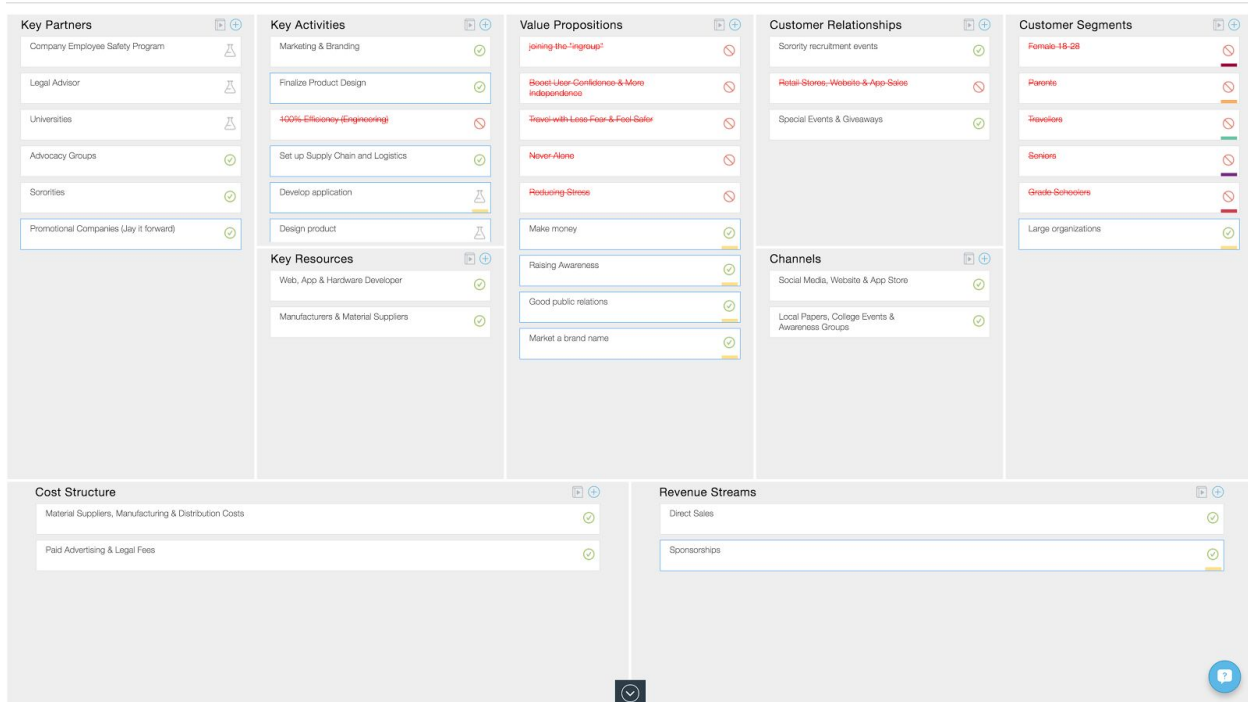 Key Partners
Company Employee Safety Program
Legal Advisor
Universities
Advocacy Groups
Sororities
Promotional Companies (Jay it forward)
Key Activities
Marketing & Branding
Finalize Product Design
100% Efficiency (Engineering)
Set up Supply Chain and Logistics
Develop application
Design product
Key Resources
Web, App & Hardware Developer
Manufacturers & Material Suppliers
Value Propositions
joining the "ingroup"
Boost User Confidence & More
Independence
Travel with Less Fear & Feel Safer
Never Alone
Reducing Stress
Make money
Raising Awareness
Good public relations
Market a brand name
Customer Relationships
Sorority recruitment events
Retail Stores, Website & App Sales
Special Events & Giveaways
Channels
Social Media, Website & App Store
Local Papers, College Events &
Awareness Groups
Customer Segments
Female 18-28
Parents
Travelers
Seniors
Grade Schoolers
Large organizations
Cost Structure
Material Suppliers, Manufacturing & Distribution Costs
Paid Advertising & Legal Fees
Revenue Streams
Direct Sales
Sponsorships